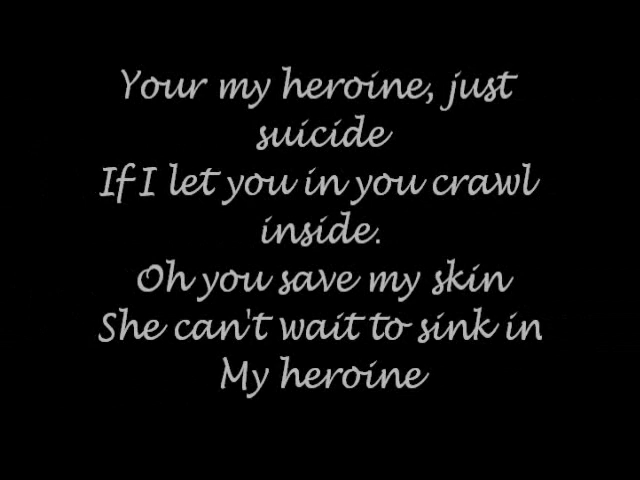 Your my heroine, just
suicide
If I let you in you crawl
inside.
Oh you save my skin
She can't wait to sink in
My heroine